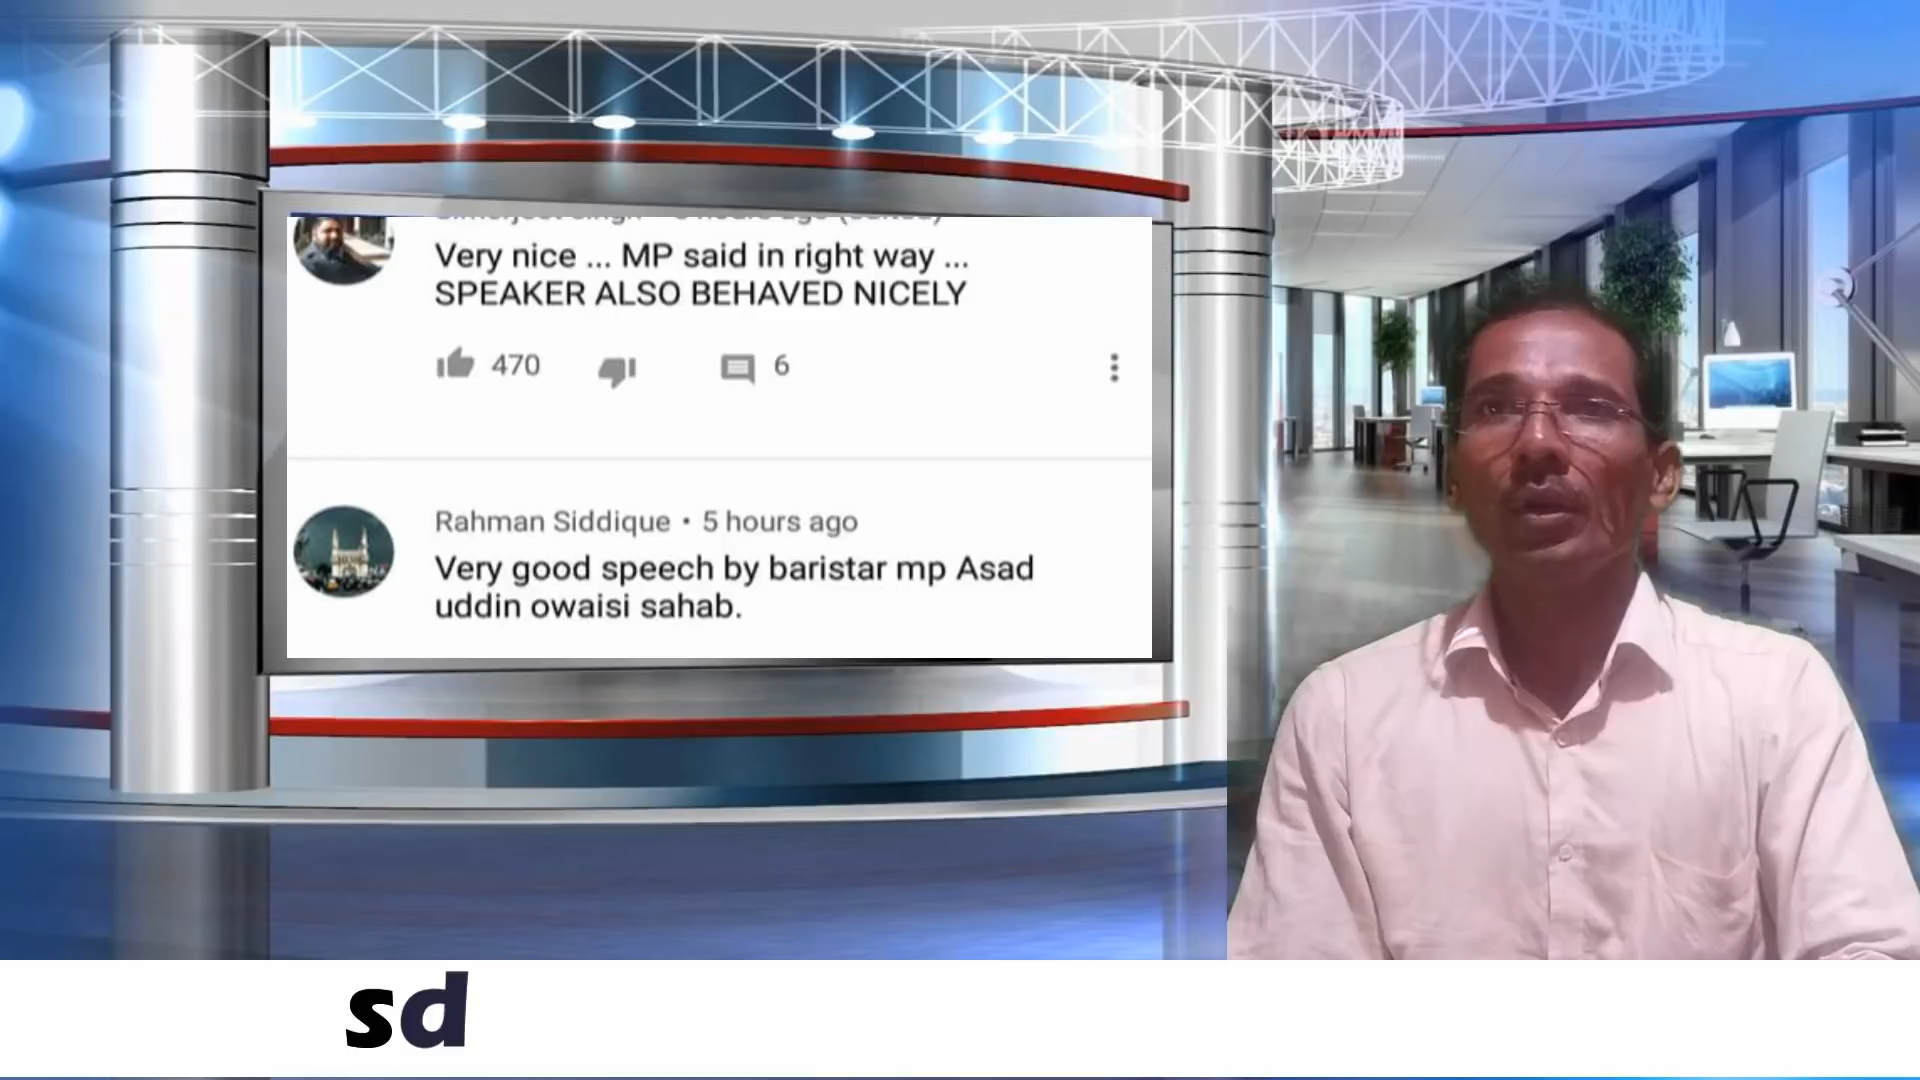 Very nice ... MP said in right way ...
SPEAKER ALSO BEHAVED NICELY
470
6
Rahman Siddique • 5 hours ago
Very good speech by baristar mp Asad
uddin owaisi sahab.
sd